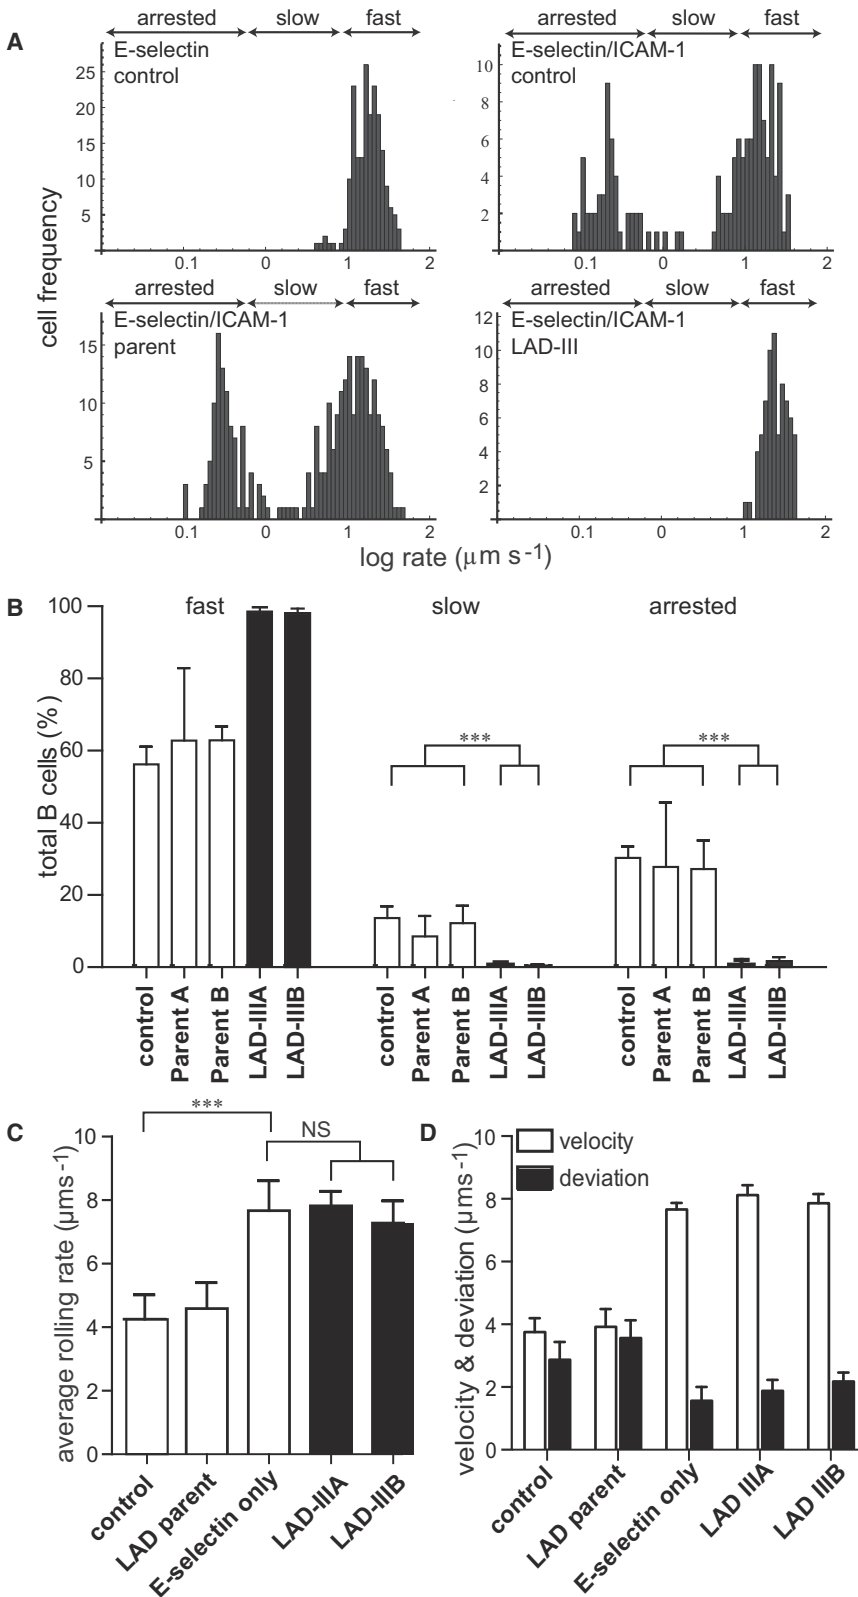 A
arrested slow fast
E-selectin
control
25
20
15
10
5
0.1 0 1 2
arrested slow fast
E-selectin/ICAM-1
control
10
8
6
4
2
0.1 0 1 2
cell frequency
arrested slow fast
E-selectin/ICAM-1
parent
15
10
5
0.1 0 1 2
arrested slow fast
E-selectin/ICAM-1
LAD-III
12
10
8
6
4
2
0.1 0 1 2
log rate (μm s-1)
B
fast slow arrested
total B cells (%)
100
80
60
40
20
0
*** ***
control Parent A Parent B LAD-IIIA LAD-IIIB
control Parent A Parent B LAD-IIIA LAD-IIIB
control Parent A Parent B LAD-IIIA LAD-IIIB
C
***
NS
average rolling rate (μms-1)
10
8
6
4
2
0
control LAD parent E-selectin only LAD-IIIA LAD-IIIB
D
velocity
deviation
velocity & deviation (μms-1)
10
8
6
4
2
0
control LAD parent E-selectin only LAD IIIA LAD IIIB